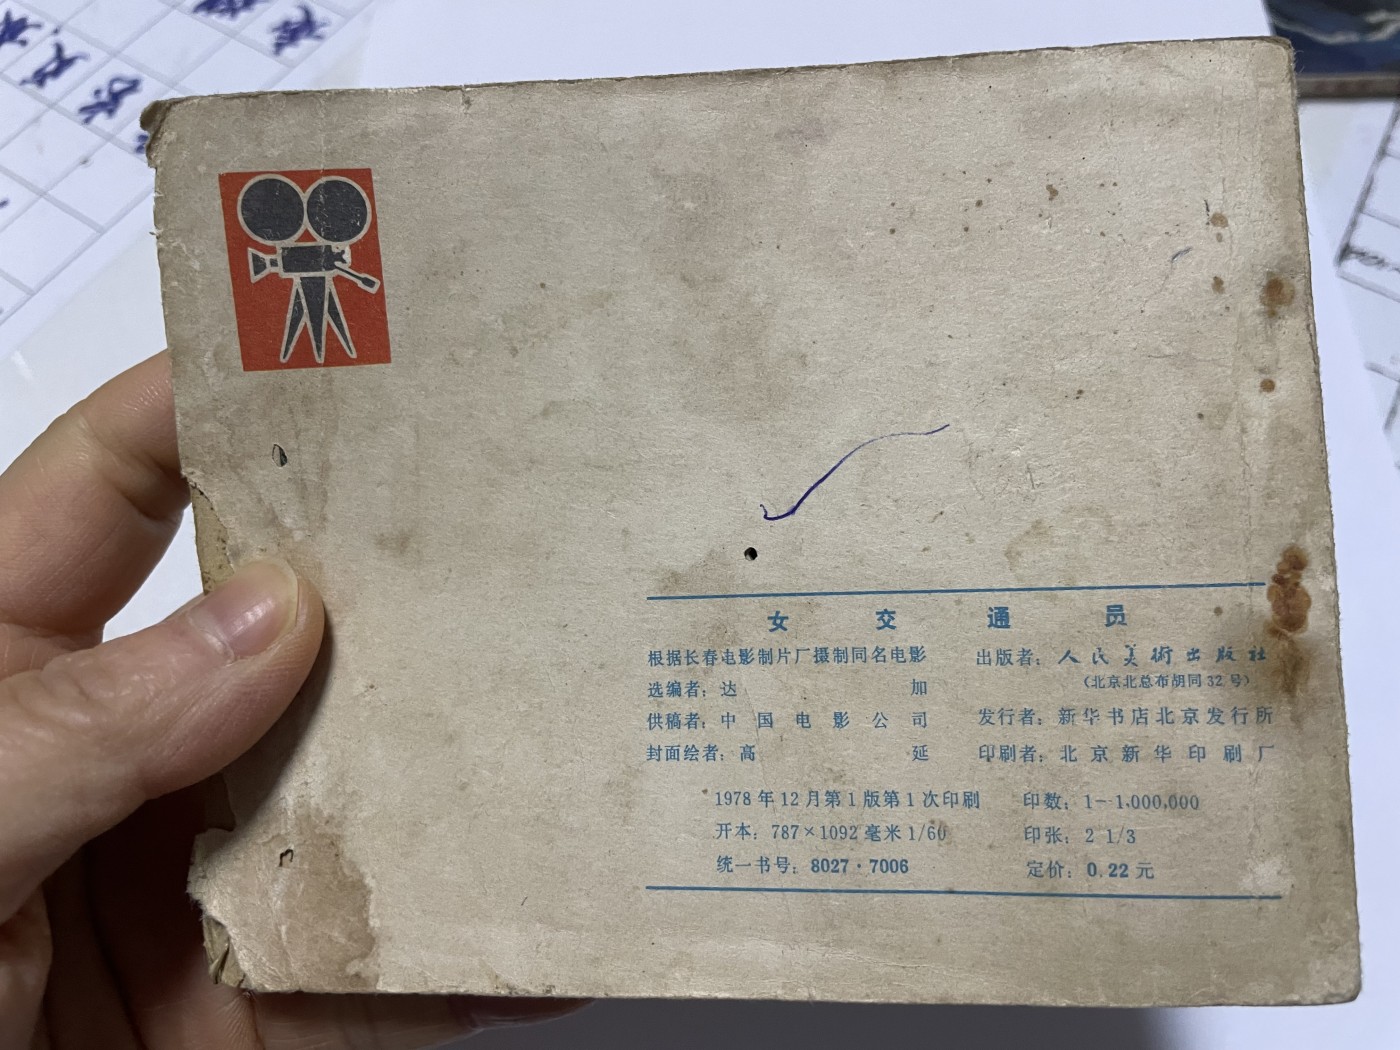 女交通员
根据长春电影制片厂摄制同名电影
选编者：达加
供稿者：中国电影公司
封面绘者：高延
出版者：人民美術出版社
（北京北总布胡同32号）
发行者：新华书店北京发行所
印刷者：北京新华印刷厂
1978年12月第1版第1次印刷
开本：787×1092毫米1/60
统一书号：8027·7006
印数：1—1,000,000
印张：2 1/3
定价：0.22元